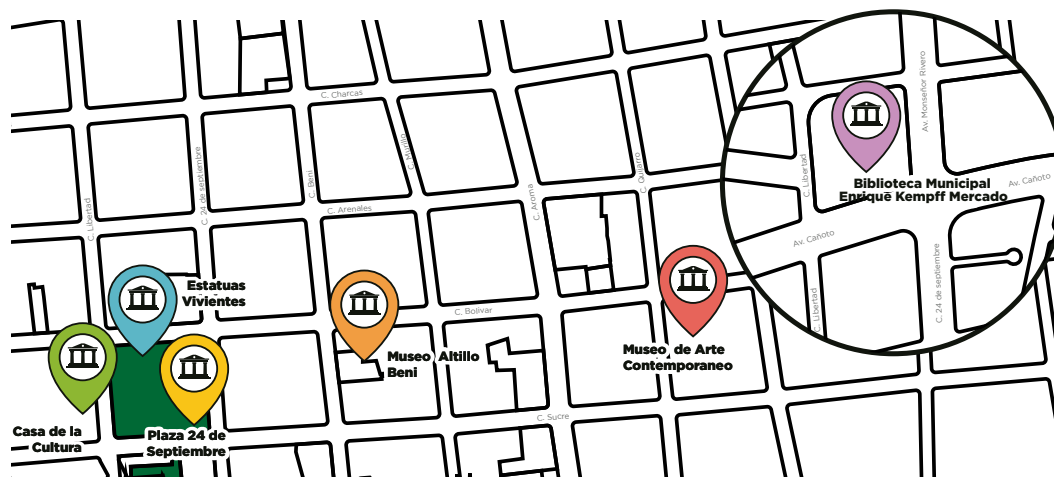 C. Charcas
C. Murillo
C. Beni
C. 24 de septiembre
C. Libertad
C. Arenales
C. Aroma
C. Quijarro
Av. Monseñor Rivero
C. Libertad
Biblioteca Municipal
Enrique Kempff Mercado
Av. Cañoto
Av. Cañoto
C. 24 de septiembre
C. Libertad
Estatuas
Vivientes
C. Bolivar
Museo Altillo
Beni
Museo de Arte
Contemporaneo
C. Sucre
Casa de la
Cultura
Plaza 24 de
Septiembre